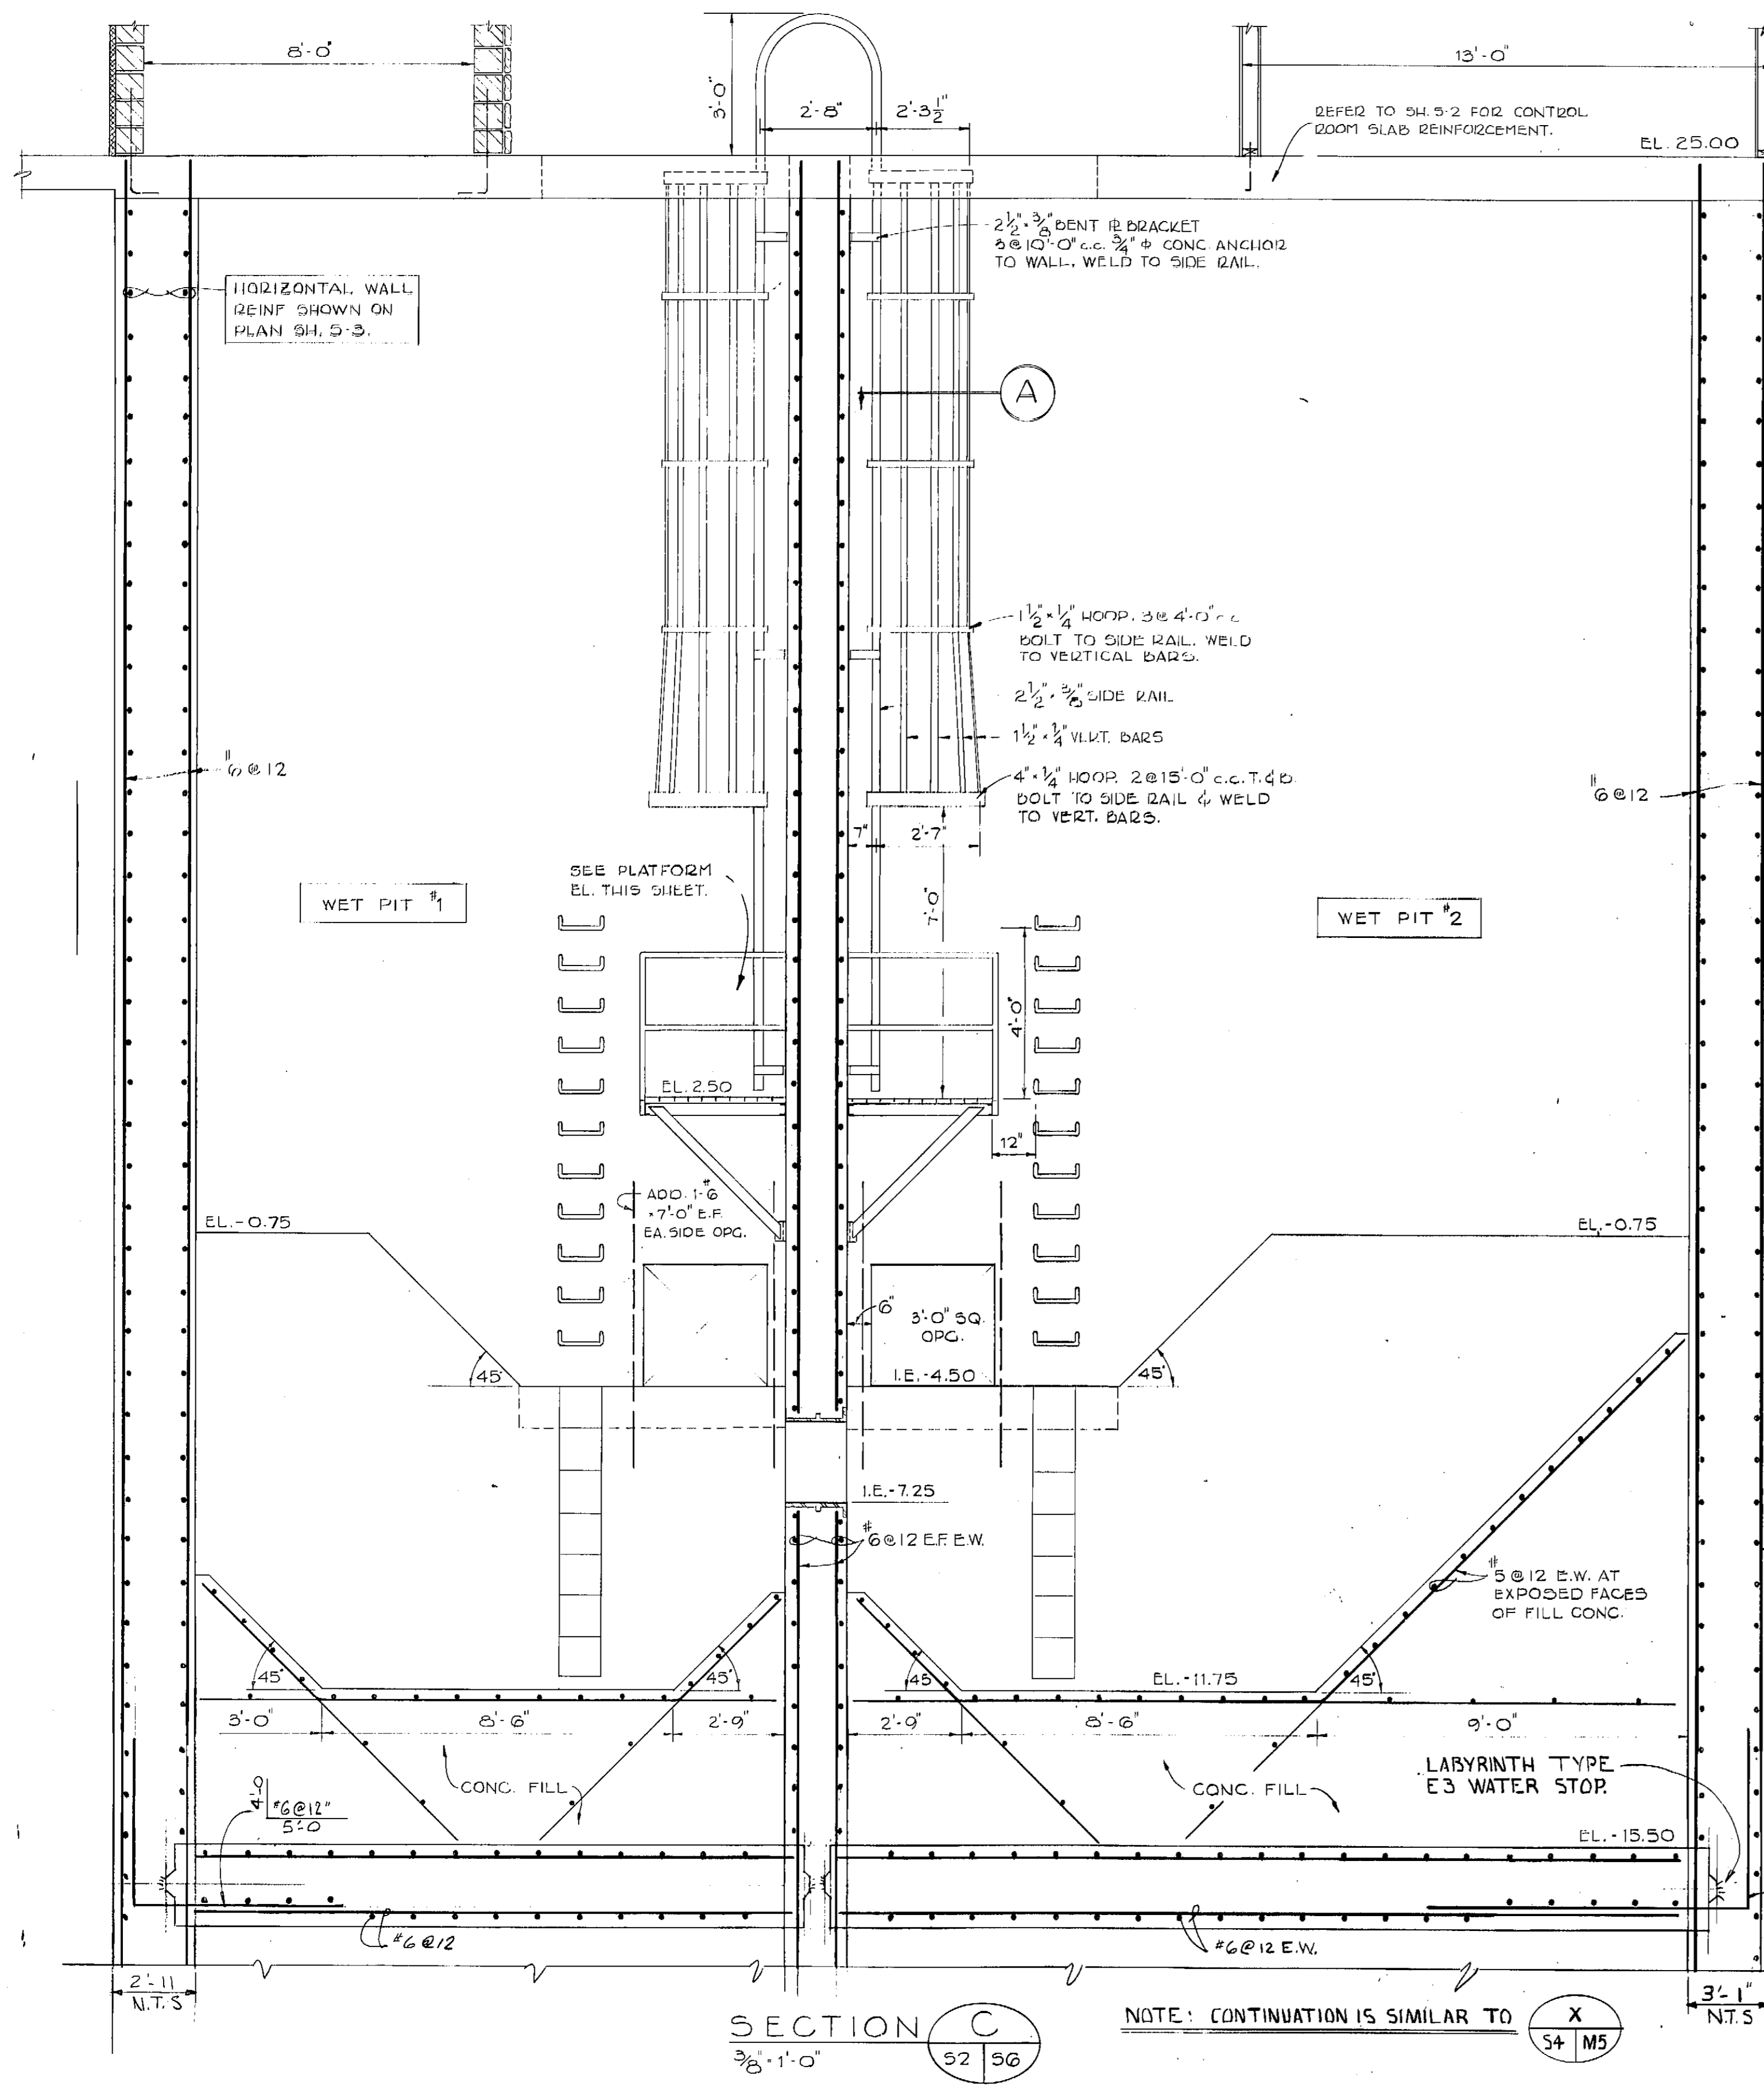 8'-0"
3'-0"
2'-8"
2'-3 1/2"
13'-0"
REFER TO SH. S-2 FOR CONTROL
ROOM SLAB REINFORCEMENT.
EL. 25.00
2 1/2" x 3/8" BENT PL BRACKET
3 @ 10'-0" c.c. 3/4" φ CONC. ANCHOR
TO WALL, WELD TO SIDE RAIL.
HORIZONTAL WALL
REINF SHOWN ON
PLAN SH. S-3.
A
1 1/2" x 1/4" HOOP. 3 @ 4'-0" c.c.
BOLT TO SIDE RAIL. WELD
TO VERTICAL BARS.
2 1/2" x 3/8" SIDE RAIL
1 1/2" x 1/4" VERT. BARS
#6 @ 12
4" x 1/4" HOOP. 2 @ 15'-0" c.c. T. & B.
BOLT TO SIDE RAIL & WELD
TO VERT. BARS.
#6 @ 12
7"
2'-7"
SEE PLATFORM
EL. THIS SHEET.
WET PIT #1
7'-0"
WET PIT #2
4'-0"
EL. 2.50
12"
ADD. 1-#6
x 7'-0" E.F.
EA. SIDE OPG.
EL. -0.75
EL. -0.75
6"
3'-0" SQ.
OPG.
45°
I.E. -4.50
45°
I.E. -7.25
#6 @ 12 E.F. E.W.
#5 @ 12 E.W. AT
EXPOSED FACES
OF FILL CONC.
45°
45°
45°
EL. -11.75
45°
3'-0"
8'-6"
2'-9"
2'-9"
8'-6"
9'-0"
CONC. FILL
CONC. FILL
LABYRINTH TYPE
E3 WATER STOP.
4'-0
#6 @ 12"
5'-0
EL. -15.50
#6 @ 12
#6 @ 12 E.W.
2'-11
N.T.S
3'-1"
N.T.S
SECTION C
3/8" = 1'-0"
S2 S6
NOTE: CONTINUATION IS SIMILAR TO X
S4 M5